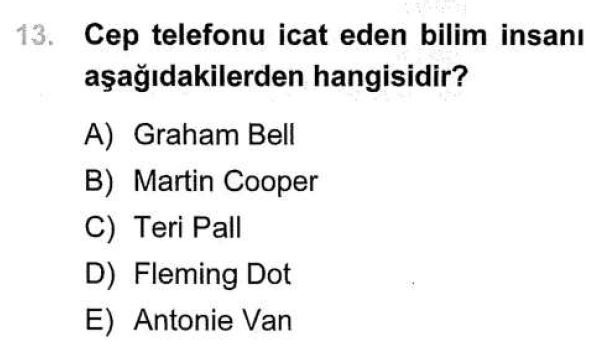 13. Cep telefonu icat eden bilim insanı
aşağıdakilerden hangisidir?
A) Graham Bell
B) Martin Cooper
C) Teri Pall
D) Fleming Dot
E) Antonie Van